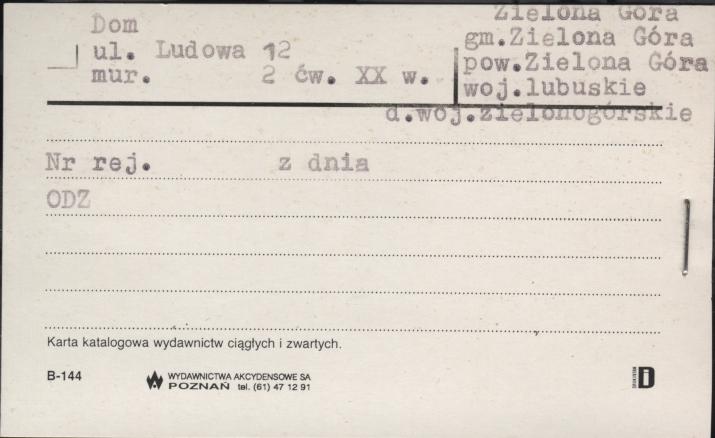 Dom
ul. Ludowa 12
mur. 2 ćw. XX w.
Zielona Góra
gm.Zielona Góra
pow.Zielona Góra
woj.lubuskie
d.woj.zielonogórskie
Nr rej. z dnia
ODZ
Karta katalogowa wydawnictw ciągłych i zwartych.
B-144
WYDAWNICTWA AKCYDENSOWE SA
POZNAŃ tel. (61) 47 12 91